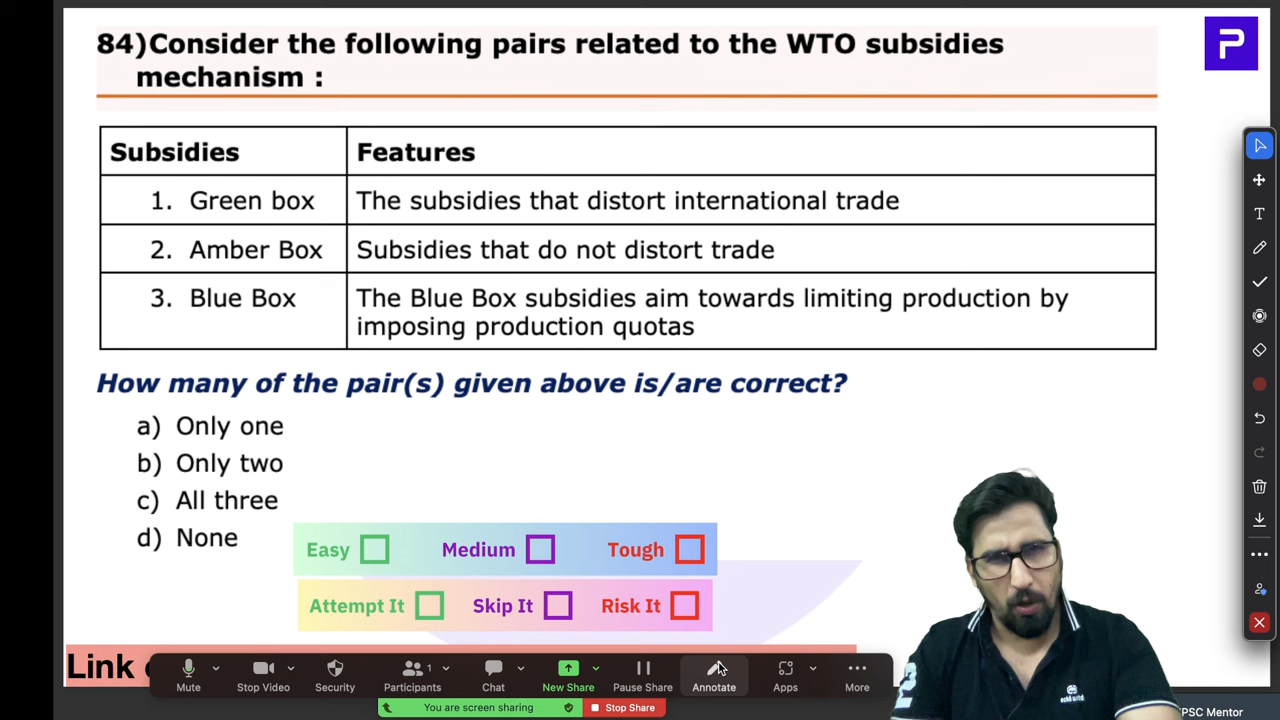 84)Consider the following pairs related to the WTO subsidies
mechanism :
P
Subsidies Features
1. Green box The subsidies that distort international trade
2. Amber Box Subsidies that do not distort trade
3. Blue Box The Blue Box subsidies aim towards limiting production by
imposing production quotas
How many of the pair(s) given above is/are correct?
a) Only one
b) Only two
c) All three
d) None
Easy Medium Tough
Attempt It Skip It Risk It
Link
1
Mute Stop Video Security Participants Chat New Share Pause Share Annotate Apps More
You are screen sharing Stop Share
PSC Mentor